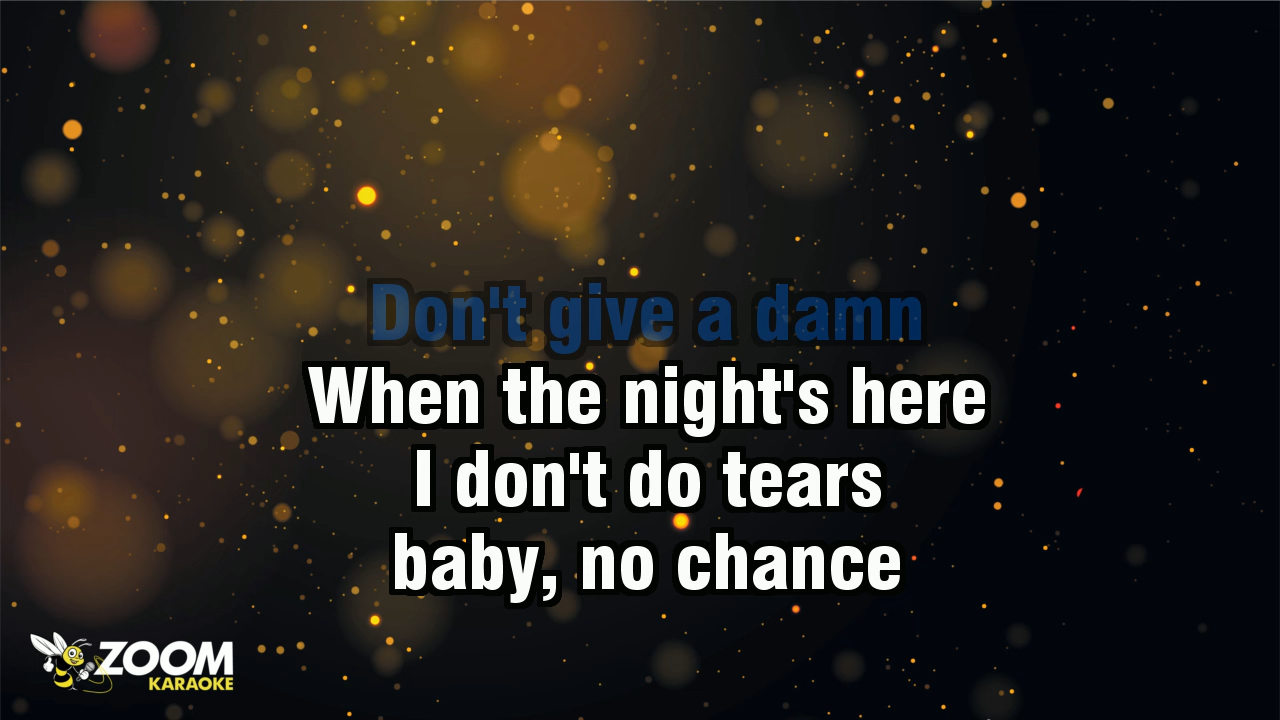 Don't give a damn
When the night's here
I don't do tears
baby, no chance
ZOOM
KARAOKE